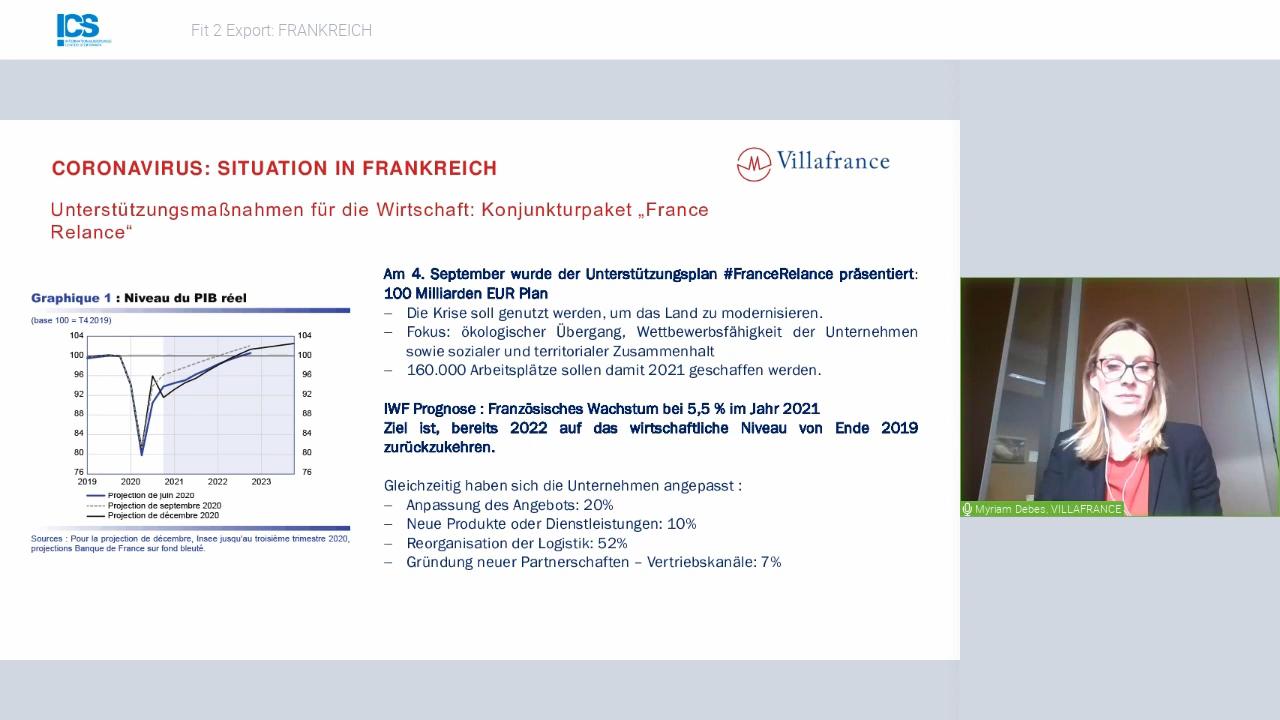 ICS
Fit 2 Export: FRANKREICH
CORONAVIRUS: SITUATION IN FRANKREICH
Villafrance
Unterstützungsmaßnahmen für die Wirtschaft: Konjunkturpaket „France
Relance“
Graphique 1 : Niveau du PIB réel
(base 100 = T4 2019)
104 104
100 100
96 96
92 92
88 88
84 84
80 80
76 76
2019 2020 2021 2022 2023
Projection de juin 2020
Projection de septembre 2020
Projection de décembre 2020
Sources : Pour la projection de décembre, Insee jusqu'au troisième trimestre 2020,
projections Banque de France sur fond bleuté.
Am 4. September wurde der Unterstützungsplan #FranceRelance präsentiert:
100 Milliarden EUR Plan
– Die Krise soll genutzt werden, um das Land zu modernisieren.
– Fokus: ökologischer Übergang, Wettbewerbsfähigkeit der Unternehmen
sowie sozialer und territorialer Zusammenhalt
– 160.000 Arbeitsplätze sollen damit 2021 geschaffen werden.
IWF Prognose : Französisches Wachstum bei 5,5 % im Jahr 2021
Ziel ist, bereits 2022 auf das wirtschaftliche Niveau von Ende 2019
zurückzukehren.
Gleichzeitig haben sich die Unternehmen angepasst :
– Anpassung des Angebots: 20%
– Neue Produkte oder Dienstleistungen: 10%
– Reorganisation der Logistik: 52%
– Gründung neuer Partnerschaften – Vertriebskanäle: 7%
Myriam Debes, VILLAFRANCE